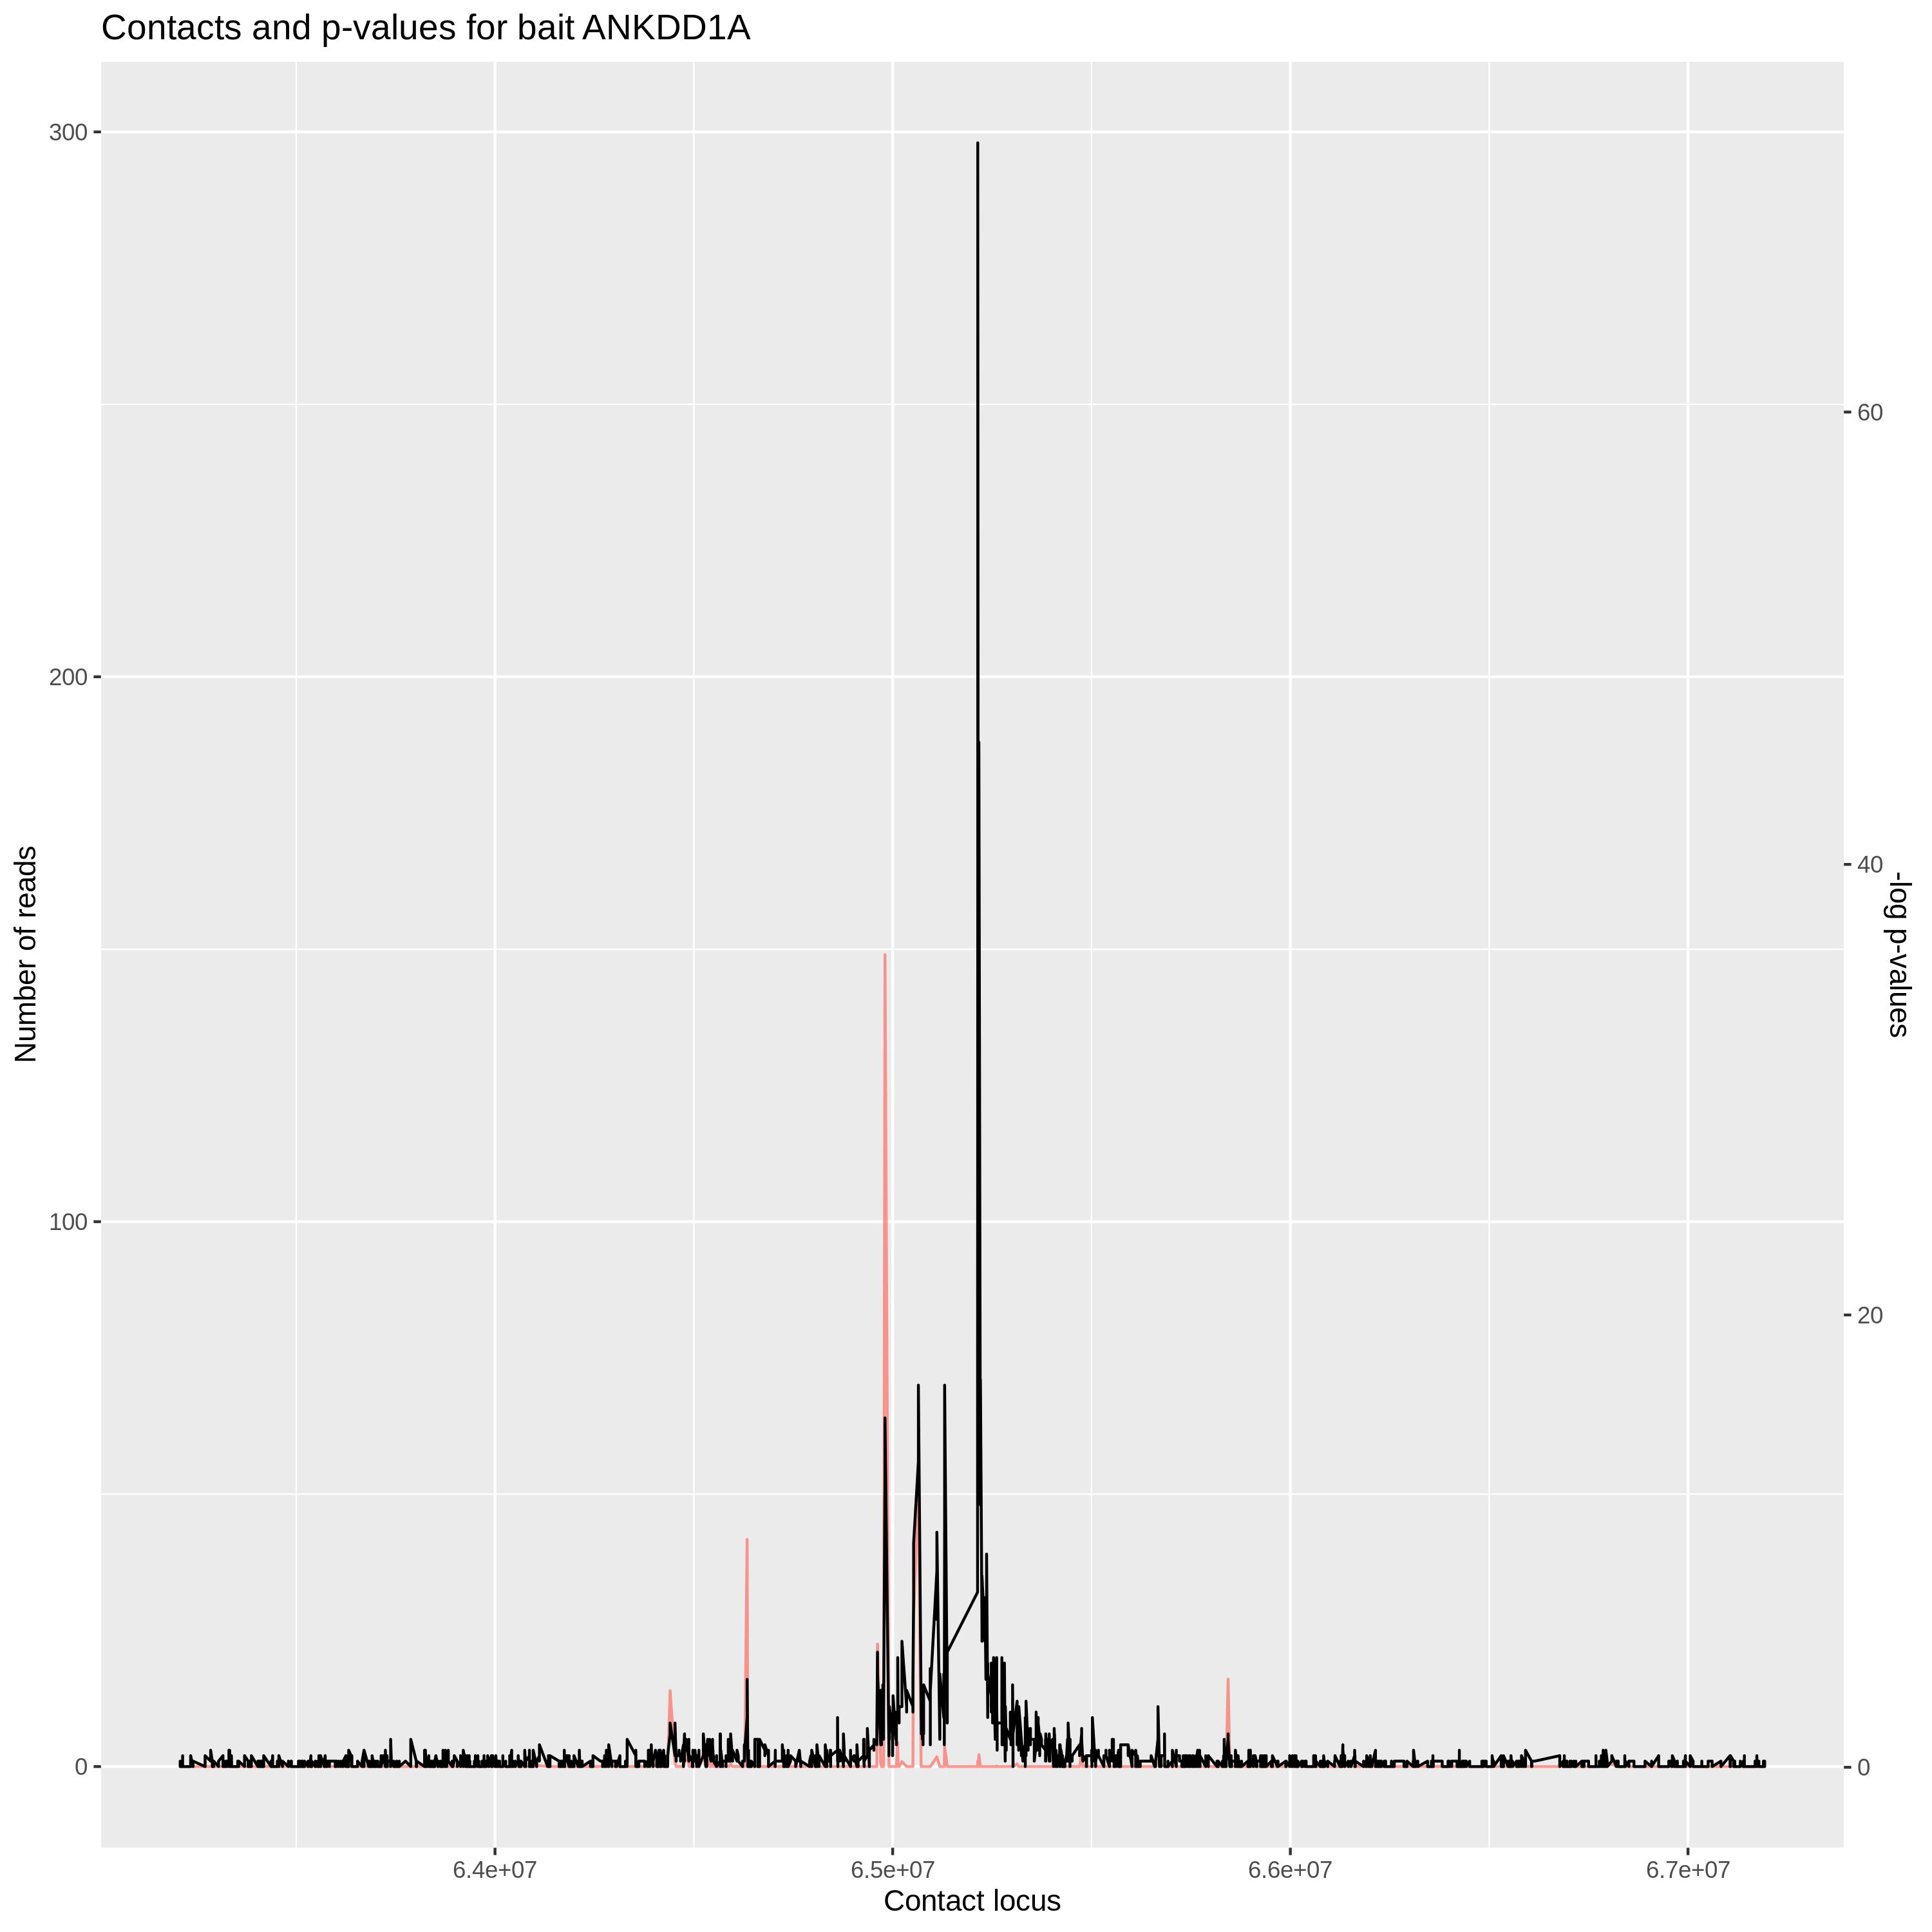 Contacts and p-values for bait ANKDD1A
300
200
100
0
Number of reads
60
40
20
0
-log p-values
6.4e+07
6.5e+07
6.6e+07
6.7e+07
Contact locus